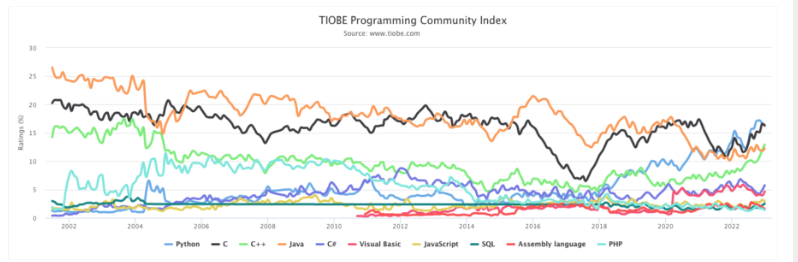 TIOBE Programming Community Index
Source: www.tiobe.com
30
25
20
15
10
5
0
Ratings (%)
2002 2004 2006 2008 2010 2012 2014 2016 2018 2020 2022
Python C C++ Java C# Visual Basic JavaScript SQL Assembly language PHP